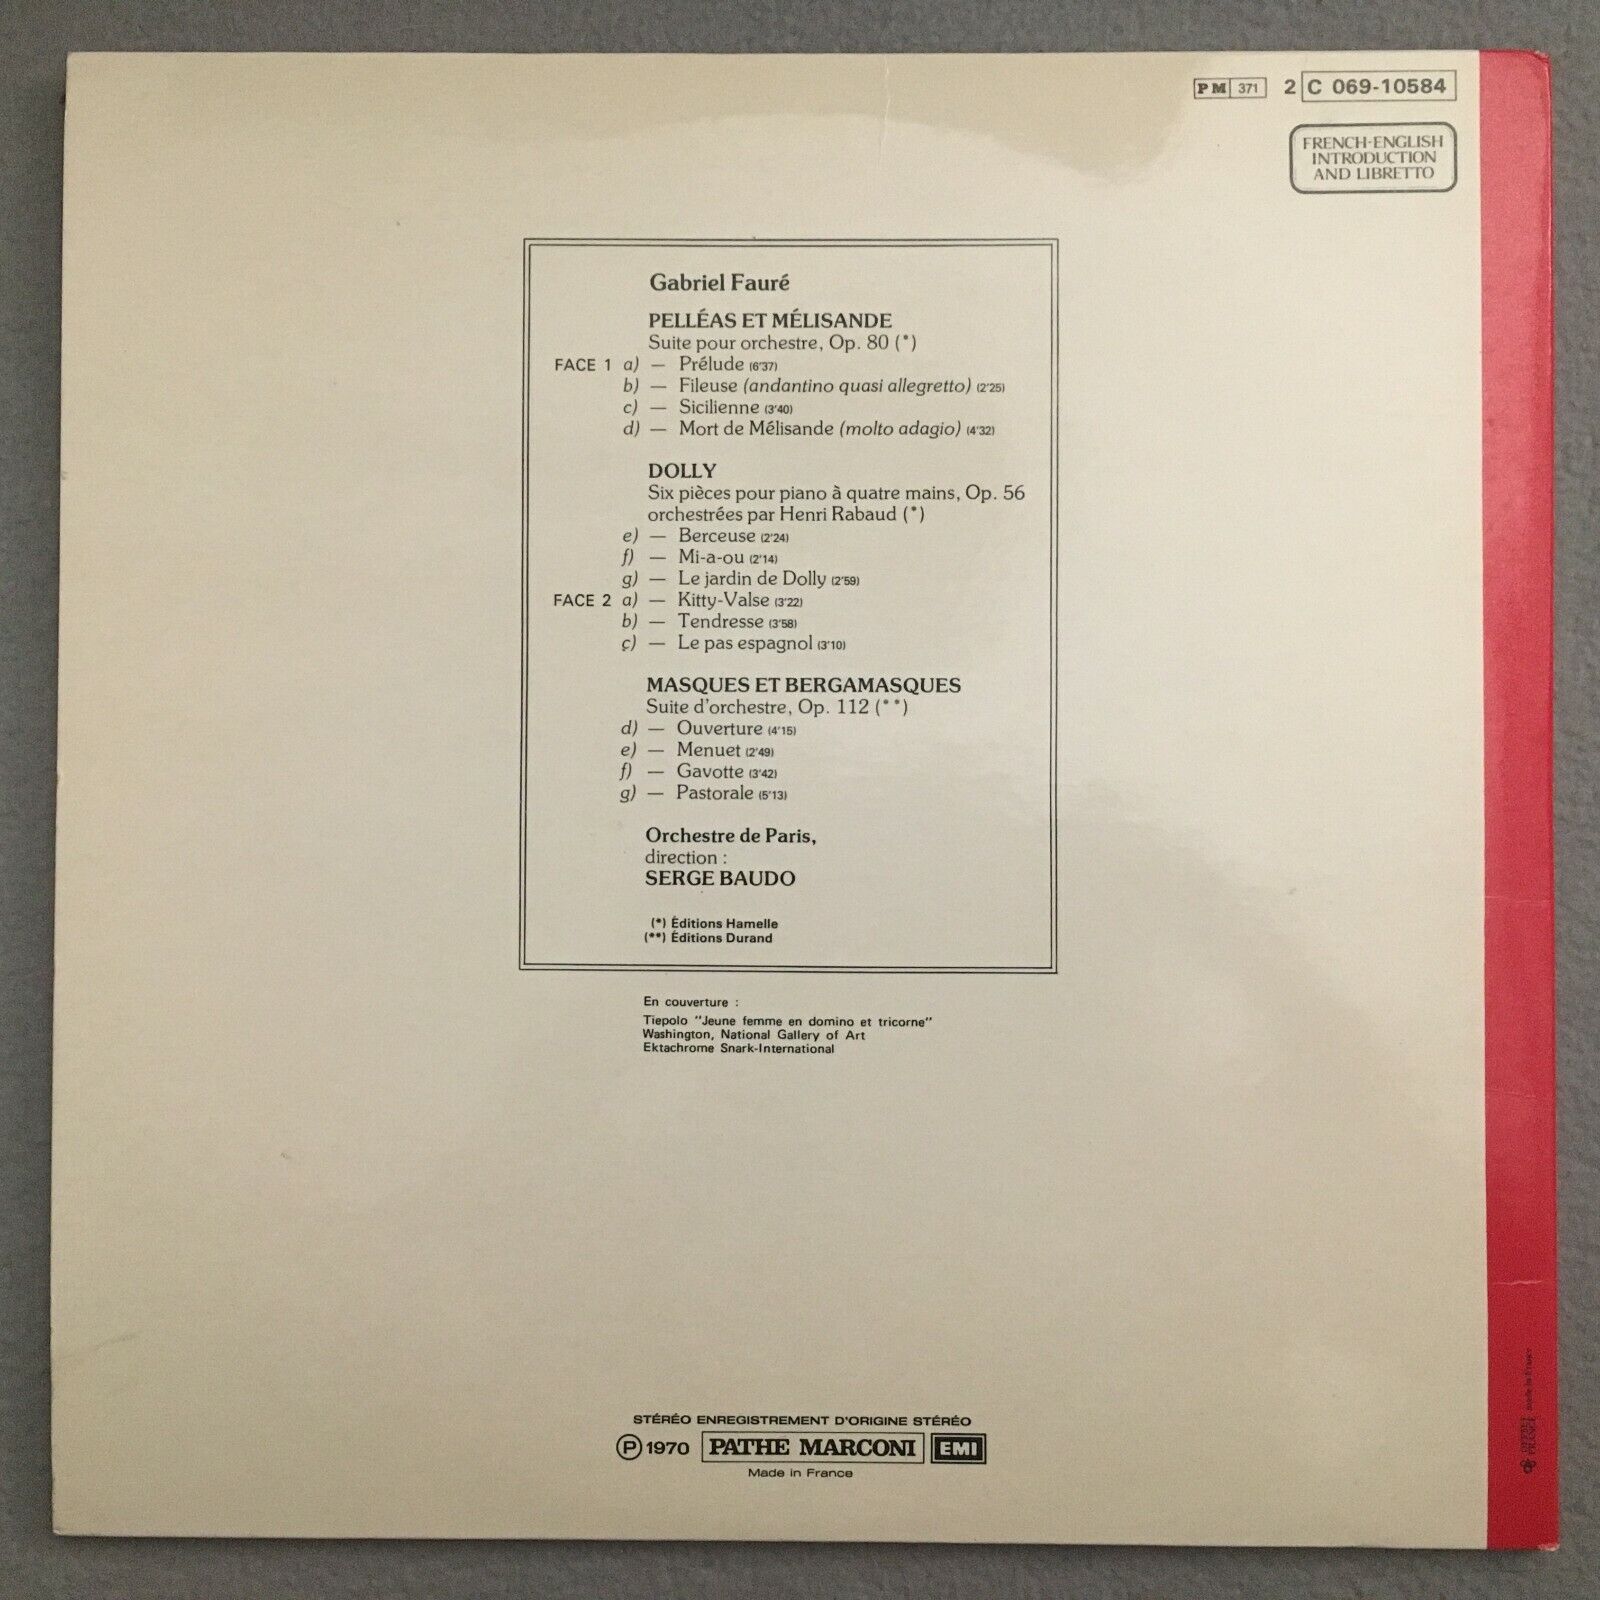 PM 371 2 C 069-10584
FRENCH-ENGLISH
INTRODUCTION
AND LIBRETTO
Gabriel Fauré
PELLÉAS ET MÉLISANDE
Suite pour orchestre, Op. 80 (*)
FACE 1 a) — Prélude (6'37)
b) — Fileuse (andantino quasi allegretto) (2'25)
c) — Sicilienne (3'40)
d) — Mort de Mélisande (molto adagio) (4'32)
DOLLY
Six pièces pour piano à quatre mains, Op. 56
orchestrées par Henri Rabaud (*)
e) — Berceuse (2'24)
f) — Mi-a-ou (2'14)
g) — Le jardin de Dolly (2'59)
FACE 2 a) — Kitty-Valse (3'22)
b) — Tendresse (3'58)
ç) — Le pas espagnol (3'10)
MASQUES ET BERGAMASQUES
Suite d'orchestre, Op. 112 (**)
d) — Ouverture (4'15)
e) — Menuet (2'49)
f) — Gavotte (3'42)
g) — Pastorale (5'13)
Orchestre de Paris,
direction :
SERGE BAUDO
(*) Éditions Hamelle
(**) Éditions Durand
En couverture :
Tiepolo "Jeune femme en domino et tricorne"
Washington, National Gallery of Art
Ektachrome Snark-International
STÉRÉO ENREGISTREMENT D'ORIGINE STÉRÉO
Ⓟ 1970 PATHE MARCONI EMI
Made in France
FRANCE made in France